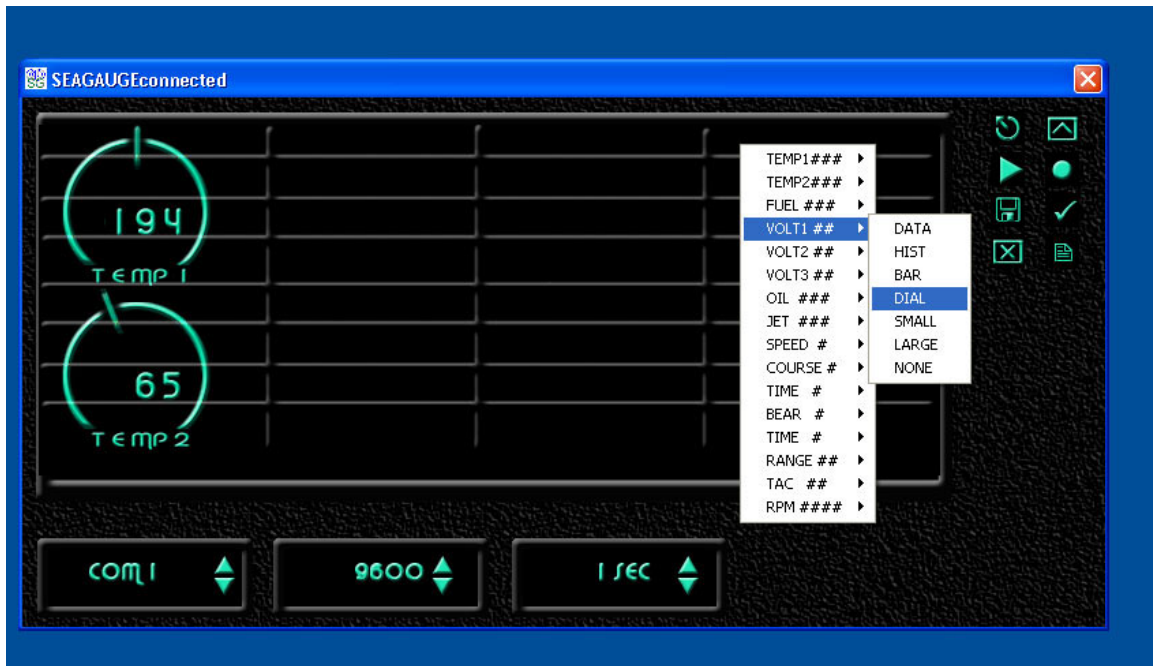 SEAGAUGEconnected
194
TEMP 1
65
TEMP 2
TEMP1###
TEMP2###
FUEL ###
VOLT1 ##
VOLT2 ##
VOLT3 ##
OIL ###
JET ###
SPEED #
COURSE #
TIME #
BEAR #
TIME #
RANGE ##
TAC ##
RPM ####
DATA
HIST
BAR
DIAL
SMALL
LARGE
NONE
COM 1
9600
1 SEC